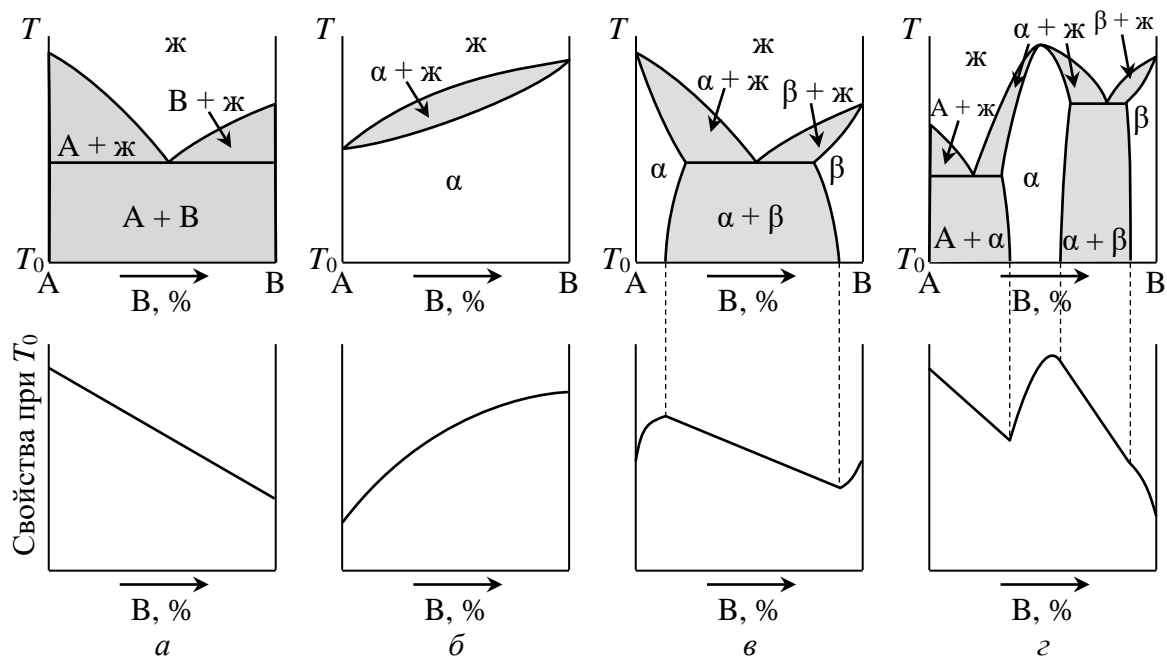 T
ж
B + ж
A + ж
A + B
T₀
A
B
B, %
T
ж
α + ж
α
T₀
A
B
B, %
T
ж
α + ж
β + ж
α
β
α + β
T₀
A
B
B, %
T
ж
α + ж
β + ж
A + ж
β
α
A + α
α + β
T₀
A
B
B, %
Свойства при T₀
B, %
B, %
B, %
B, %
а
б
в
г